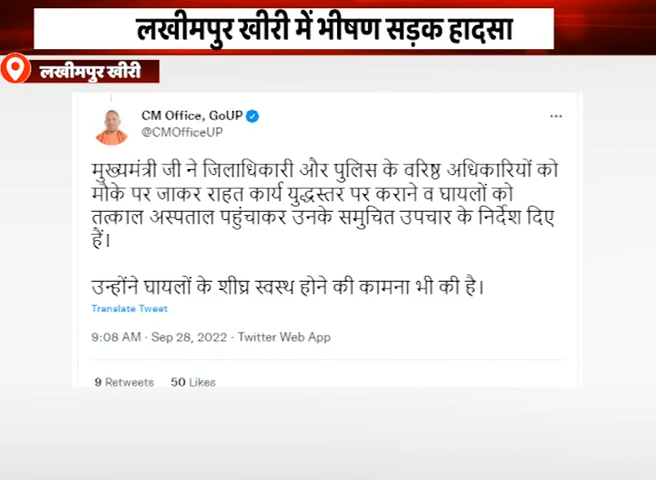 लखीमपुर खीरी में भीषण सड़क हादसा
लखीमपुर खीरी
CM Office, GoUP
@CMOfficeUP
मुख्यमंत्री जी ने जिलाधिकारी और पुलिस के वरिष्ठ अधिकारियों को
मौके पर जाकर राहत कार्य युद्धस्तर पर कराने व घायलों को
तत्काल अस्पताल पहुंचाकर उनके समुचित उपचार के निर्देश दिए
हैं।
उन्होंने घायलों के शीघ्र स्वस्थ होने की कामना भी की है।
Translate Tweet
9:08 AM · Sep 28, 2022 · Twitter Web App
9 Retweets 50 Likes